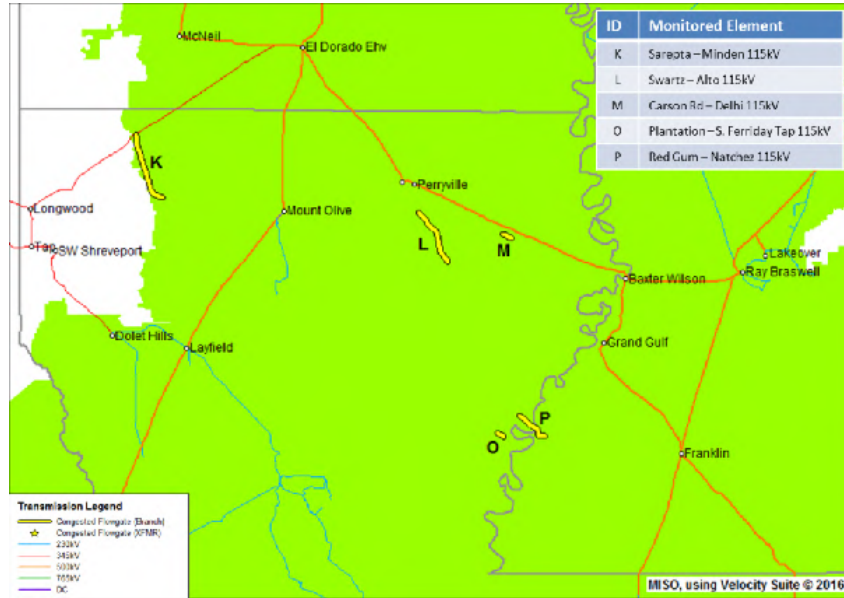 McNeil
El Dorado Ehv
ID Monitored Element
K Sarepta – Minden 115kV
L Swartz – Alto 115kV
M Carson Rd – Delhi 115kV
O Plantation – S. Ferriday Tap 115kV
P Red Gum – Natchez 115kV
K
Perryville
Longwood
Mount Olive
L
M
Tap
SW Shreveport
Lakeover
Ray Braswell
Baxter Wilson
Dolet Hills
Layfield
Grand Gulf
P
O
Franklin
Transmission Legend
Congested Flowgate (Branch)
Congested Flowgate (XFMR)
230kV
345kV
500kV
765kV
DC
MISO, using Velocity Suite © 2016